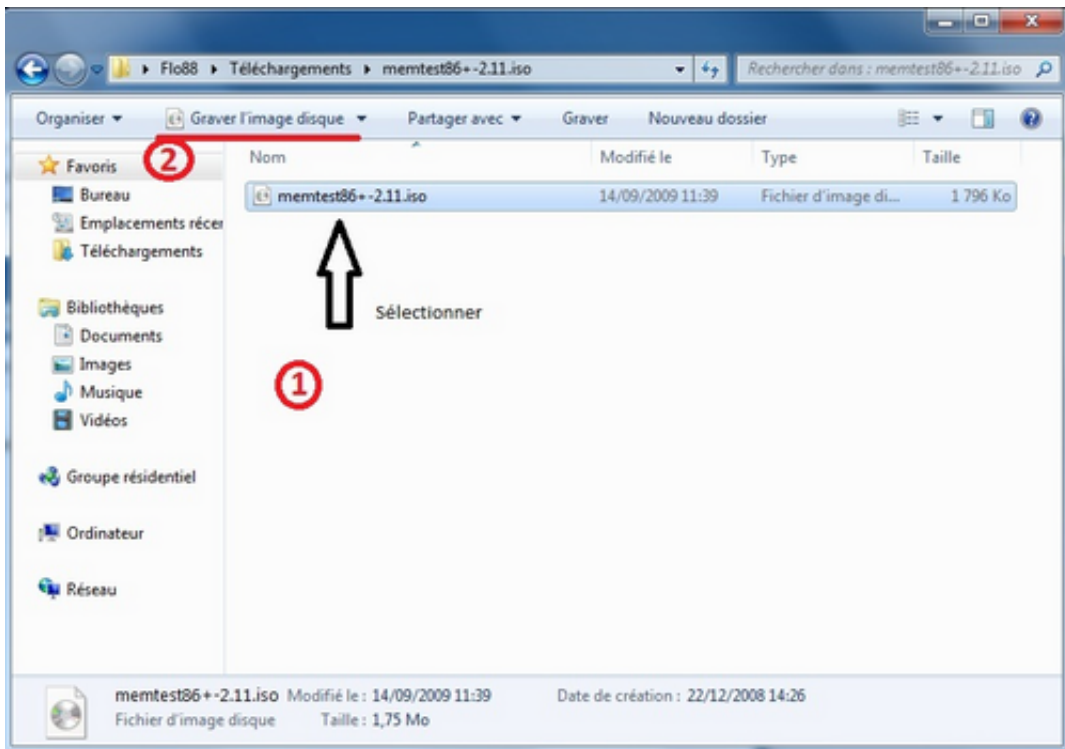 Flo88 ▸ Téléchargements ▸ memtest86+-2.11.iso
Rechercher dans : memtest86+-2.11.iso
Organiser Graver l'image disque Partager avec Graver Nouveau dossier
2
Nom Modifié le Type Taille
memtest86+-2.11.iso 14/09/2009 11:39 Fichier d'image di... 1 796 Ko
Favoris
Bureau
Emplacements récer
Téléchargements
Bibliothèques
Documents
Images
Musique
Vidéos
Groupe résidentiel
Ordinateur
Réseau
Sélectionner
1
memtest86+-2.11.iso Modifié le : 14/09/2009 11:39 Date de création : 22/12/2008 14:26
Fichier d'image disque Taille : 1,75 Mo